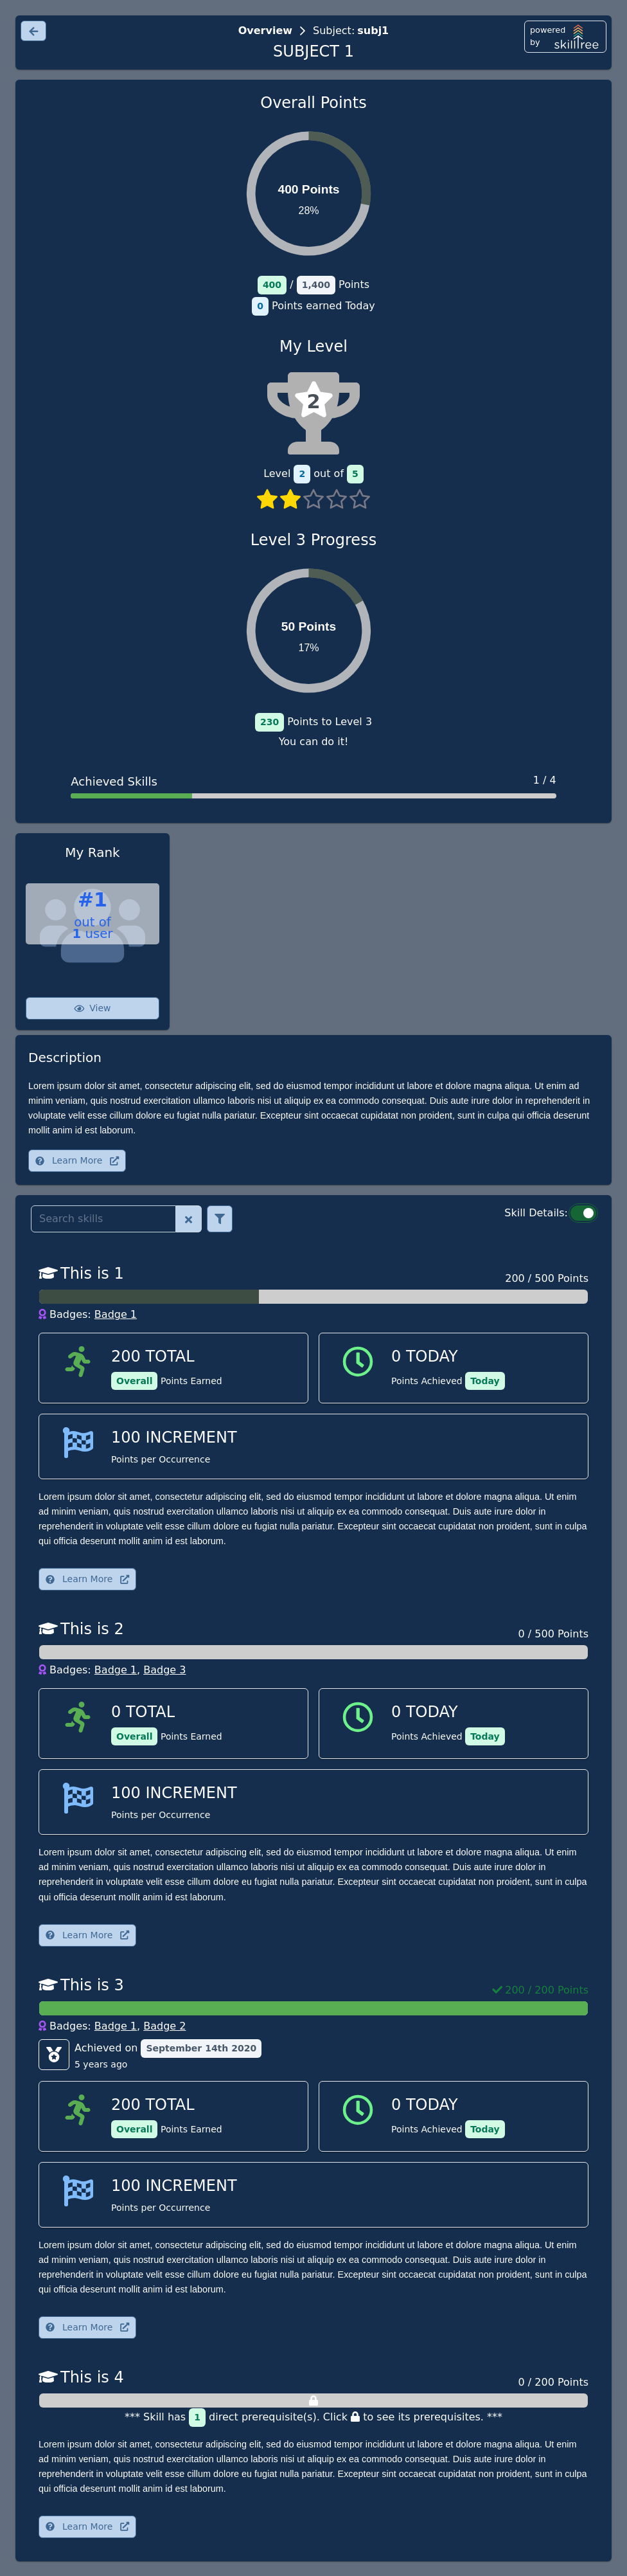 Overview > Subject: subj1
SUBJECT 1
powered
by skilltree
Overall Points
400 Points
28%
400 / 1,400 Points
0 Points earned Today
My Level
2
Level 2 out of 5
Level 3 Progress
50 Points
17%
230 Points to Level 3
You can do it!
Achieved Skills 1 / 4
My Rank
#1
out of
1 user
View
Description
Lorem ipsum dolor sit amet, consectetur adipiscing elit, sed do eiusmod tempor incididunt ut labore et dolore magna aliqua. Ut enim ad
minim veniam, quis nostrud exercitation ullamco laboris nisi ut aliquip ex ea commodo consequat. Duis aute irure dolor in reprehenderit in
voluptate velit esse cillum dolore eu fugiat nulla pariatur. Excepteur sint occaecat cupidatat non proident, sunt in culpa qui officia deserunt
mollit anim id est laborum.
Learn More
Search skills
Skill Details:
This is 1 200 / 500 Points
Badges: Badge 1
200 TOTAL
Overall Points Earned
0 TODAY
Points Achieved Today
100 INCREMENT
Points per Occurrence
Lorem ipsum dolor sit amet, consectetur adipiscing elit, sed do eiusmod tempor incididunt ut labore et dolore magna aliqua. Ut enim
ad minim veniam, quis nostrud exercitation ullamco laboris nisi ut aliquip ex ea commodo consequat. Duis aute irure dolor in
reprehenderit in voluptate velit esse cillum dolore eu fugiat nulla pariatur. Excepteur sint occaecat cupidatat non proident, sunt in culpa
qui officia deserunt mollit anim id est laborum.
Learn More
This is 2 0 / 500 Points
Badges: Badge 1, Badge 3
0 TOTAL
Overall Points Earned
0 TODAY
Points Achieved Today
100 INCREMENT
Points per Occurrence
Lorem ipsum dolor sit amet, consectetur adipiscing elit, sed do eiusmod tempor incididunt ut labore et dolore magna aliqua. Ut enim
ad minim veniam, quis nostrud exercitation ullamco laboris nisi ut aliquip ex ea commodo consequat. Duis aute irure dolor in
reprehenderit in voluptate velit esse cillum dolore eu fugiat nulla pariatur. Excepteur sint occaecat cupidatat non proident, sunt in culpa
qui officia deserunt mollit anim id est laborum.
Learn More
This is 3 200 / 200 Points
Badges: Badge 1, Badge 2
Achieved on September 14th 2020
5 years ago
200 TOTAL
Overall Points Earned
0 TODAY
Points Achieved Today
100 INCREMENT
Points per Occurrence
Lorem ipsum dolor sit amet, consectetur adipiscing elit, sed do eiusmod tempor incididunt ut labore et dolore magna aliqua. Ut enim
ad minim veniam, quis nostrud exercitation ullamco laboris nisi ut aliquip ex ea commodo consequat. Duis aute irure dolor in
reprehenderit in voluptate velit esse cillum dolore eu fugiat nulla pariatur. Excepteur sint occaecat cupidatat non proident, sunt in culpa
qui officia deserunt mollit anim id est laborum.
Learn More
This is 4 0 / 200 Points
*** Skill has 1 direct prerequisite(s). Click to see its prerequisites. ***
Lorem ipsum dolor sit amet, consectetur adipiscing elit, sed do eiusmod tempor incididunt ut labore et dolore magna aliqua. Ut enim
ad minim veniam, quis nostrud exercitation ullamco laboris nisi ut aliquip ex ea commodo consequat. Duis aute irure dolor in
reprehenderit in voluptate velit esse cillum dolore eu fugiat nulla pariatur. Excepteur sint occaecat cupidatat non proident, sunt in culpa
qui officia deserunt mollit anim id est laborum.
Learn More